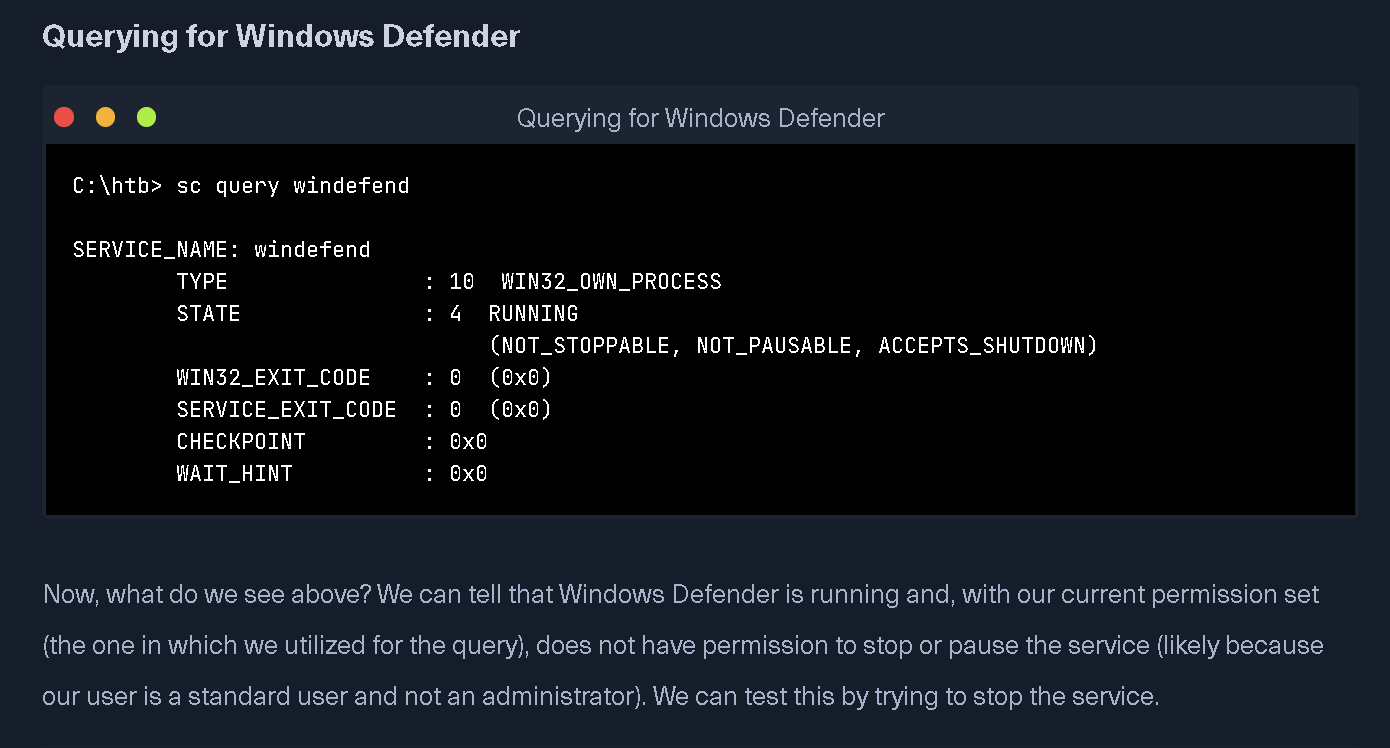 Querying for Windows Defender
Querying for Windows Defender
C:\htb> sc query windefend
SERVICE_NAME: windefend
TYPE : 10 WIN32_OWN_PROCESS
STATE : 4 RUNNING
(NOT_STOPPABLE, NOT_PAUSABLE, ACCEPTS_SHUTDOWN)
WIN32_EXIT_CODE : 0 (0x0)
SERVICE_EXIT_CODE : 0 (0x0)
CHECKPOINT : 0x0
WAIT_HINT : 0x0
Now, what do we see above? We can tell that Windows Defender is running and, with our current permission set
(the one in which we utilized for the query), does not have permission to stop or pause the service (likely because
our user is a standard user and not an administrator). We can test this by trying to stop the service.